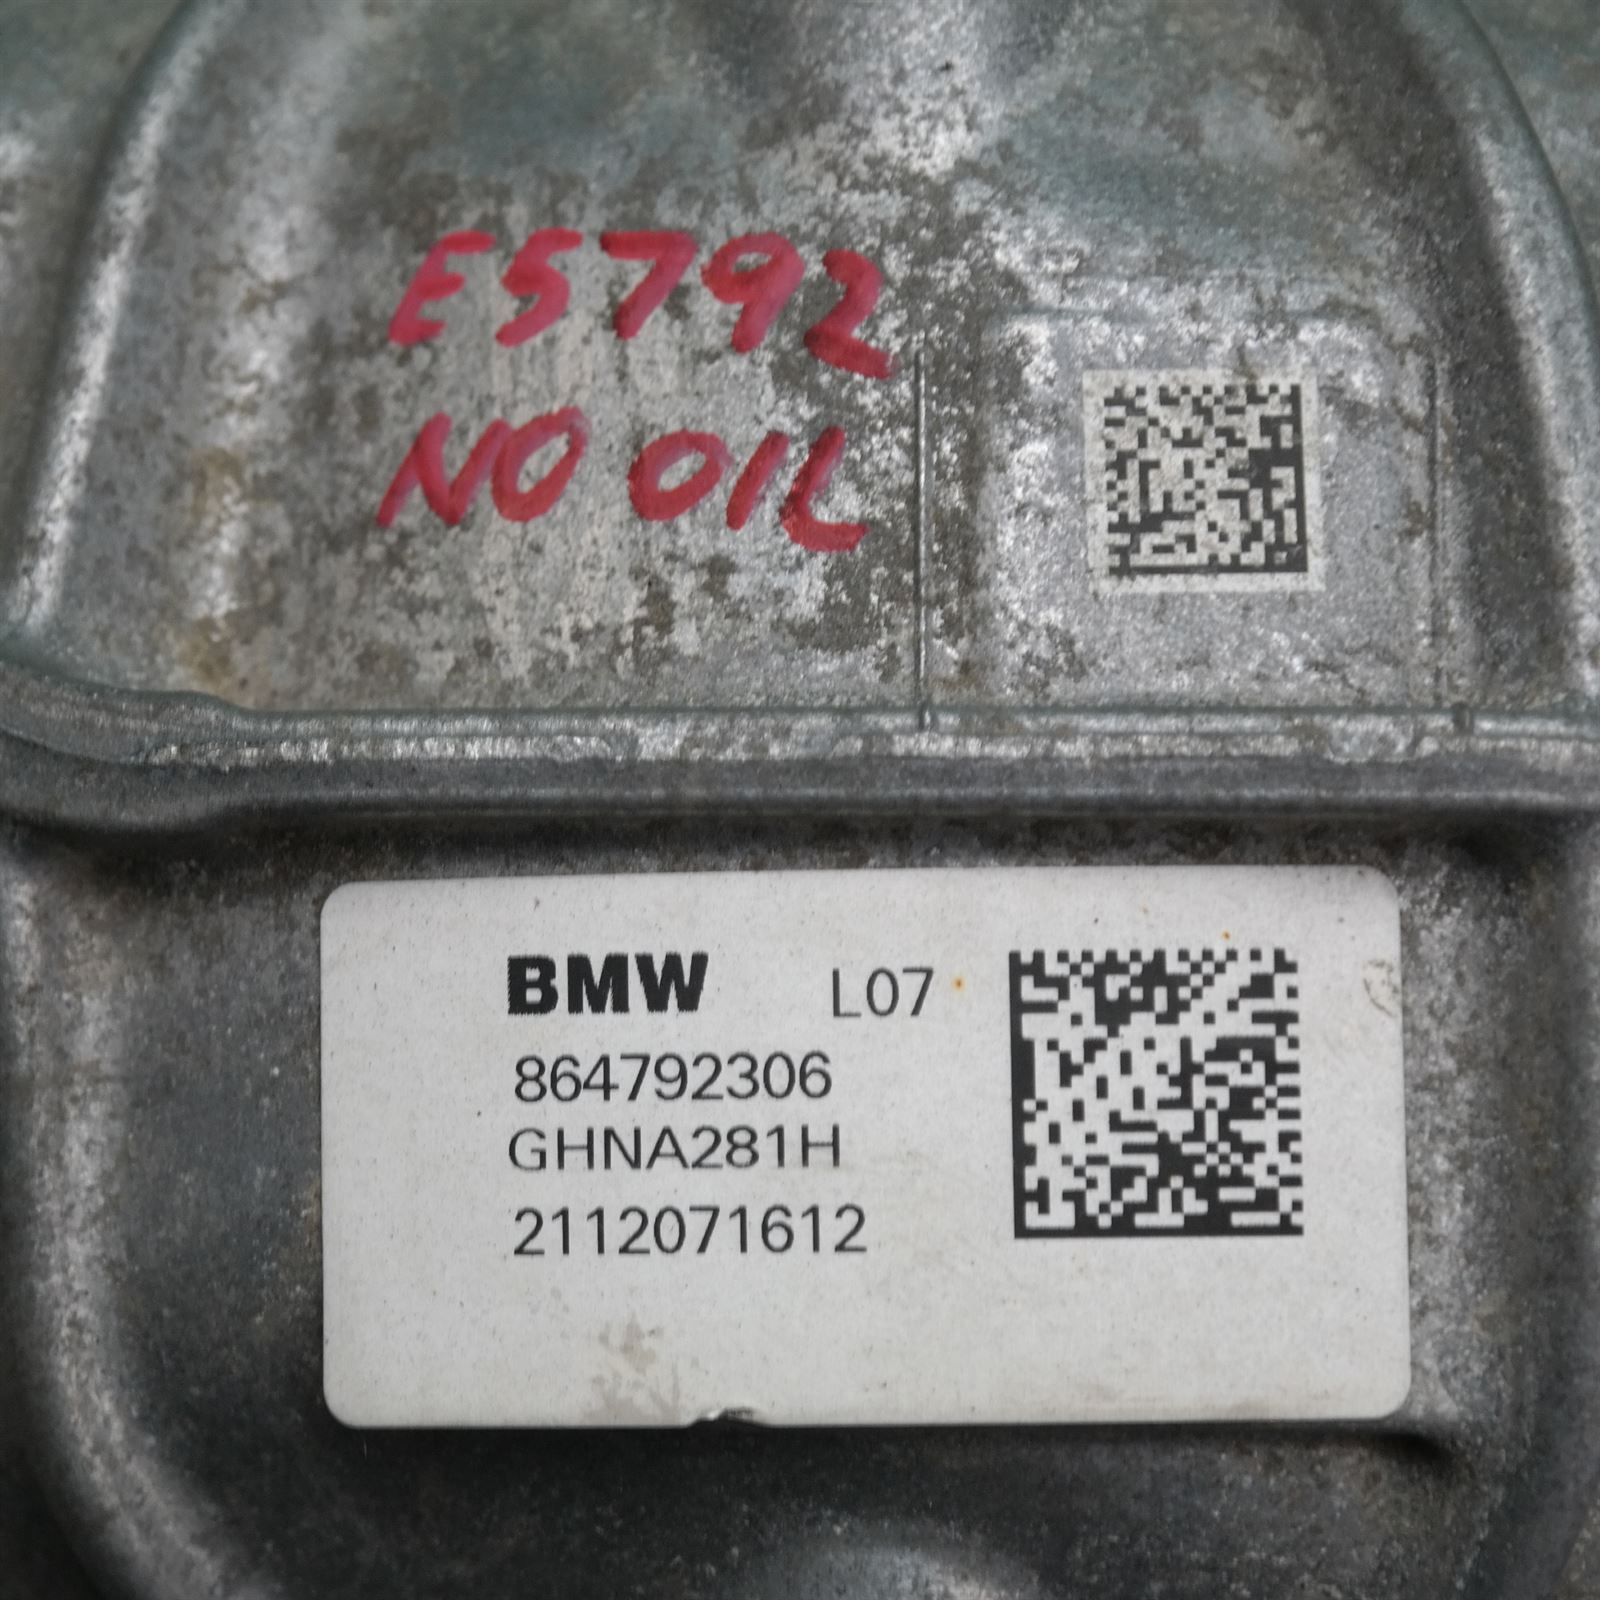 E5792
NO OIL
BMW L07
864792306
GHNA281H
2112071612